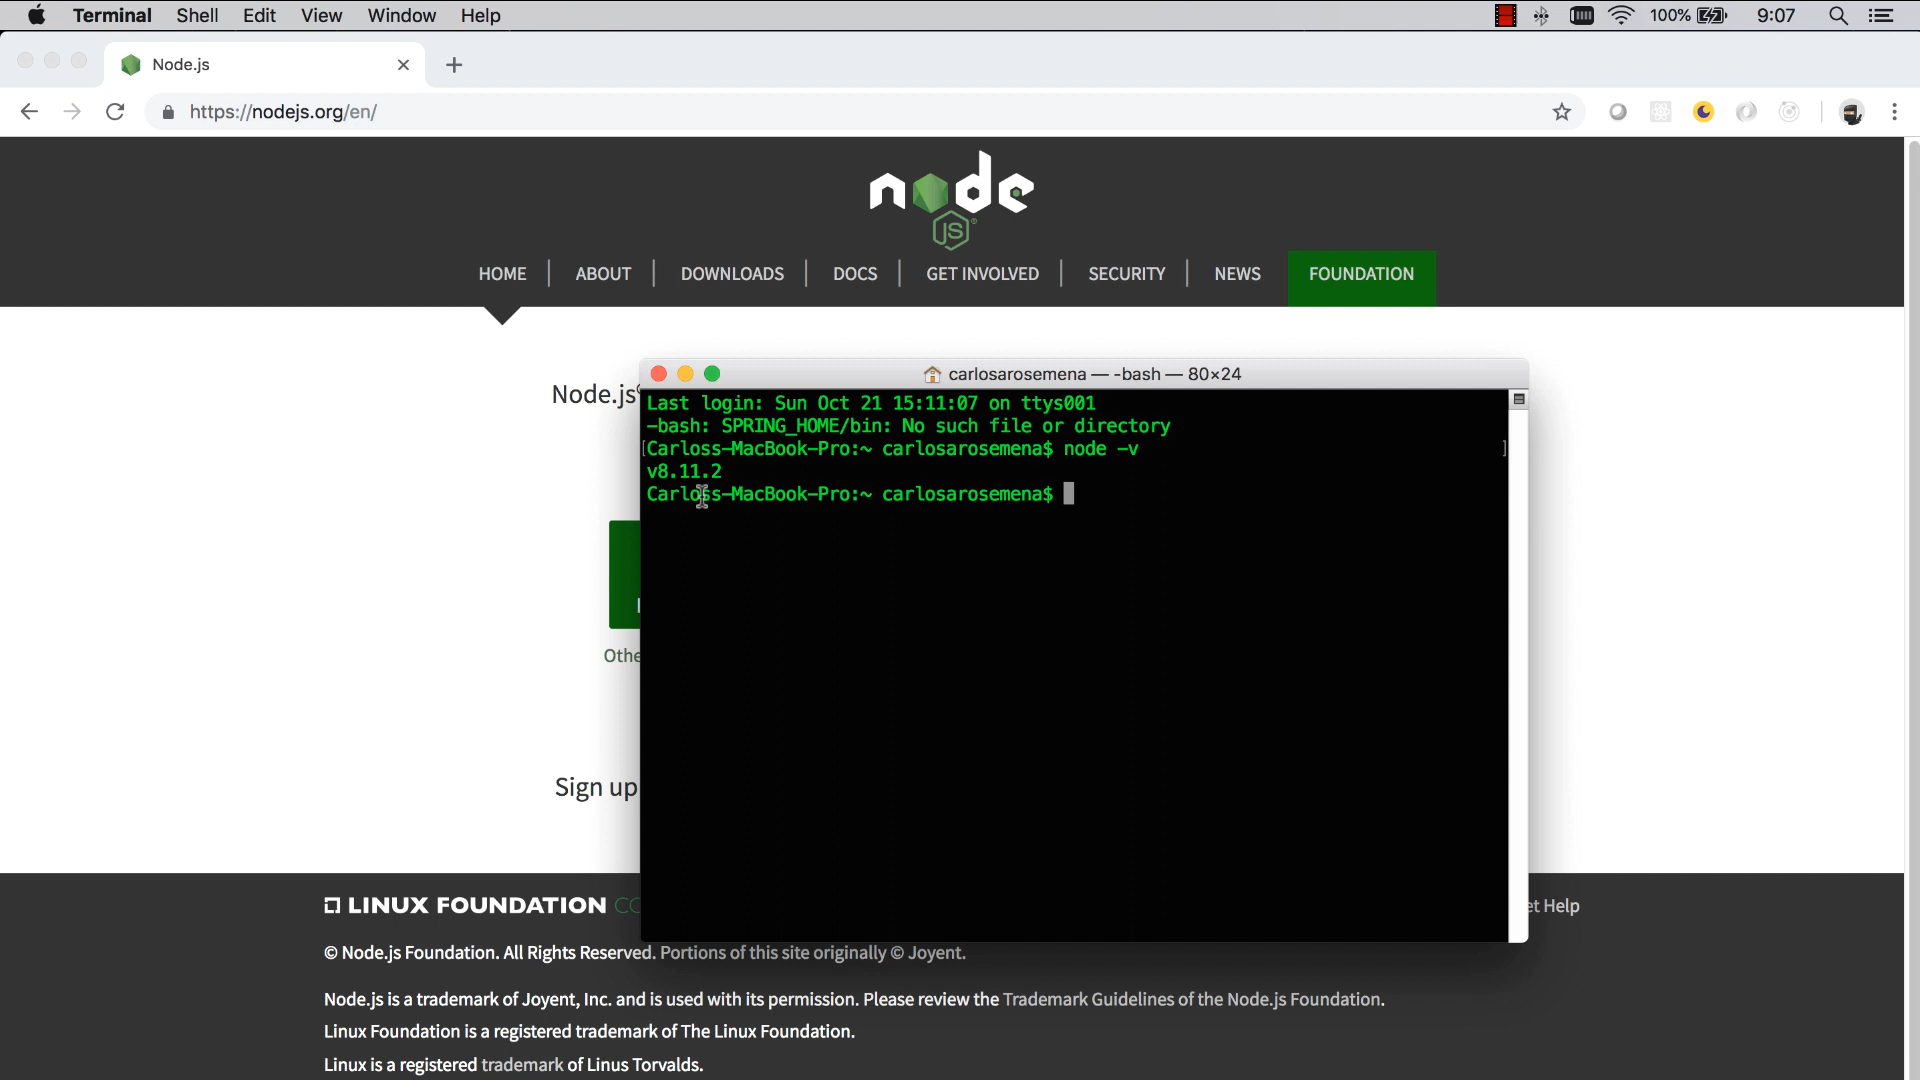 Terminal Shell Edit View Window Help 100% 9:07
Node.js
https://nodejs.org/en/
node
JS
HOME ABOUT DOWNLOADS DOCS GET INVOLVED SECURITY NEWS FOUNDATION
Node.js
carlosarosemena — -bash — 80×24
Last login: Sun Oct 21 15:11:07 on ttys001
-bash: SPRING_HOME/bin: No such file or directory
[Carloss-MacBook-Pro:~ carlosarosemena$ node -v ]
v8.11.2
Carloss-MacBook-Pro:~ carlosarosemena$
Sign up
LINUX FOUNDATION
Help
© Node.js Foundation. All Rights Reserved. Portions of this site originally © Joyent.
Node.js is a trademark of Joyent, Inc. and is used with its permission. Please review the Trademark Guidelines of the Node.js Foundation.
Linux Foundation is a registered trademark of The Linux Foundation.
Linux is a registered trademark of Linus Torvalds.